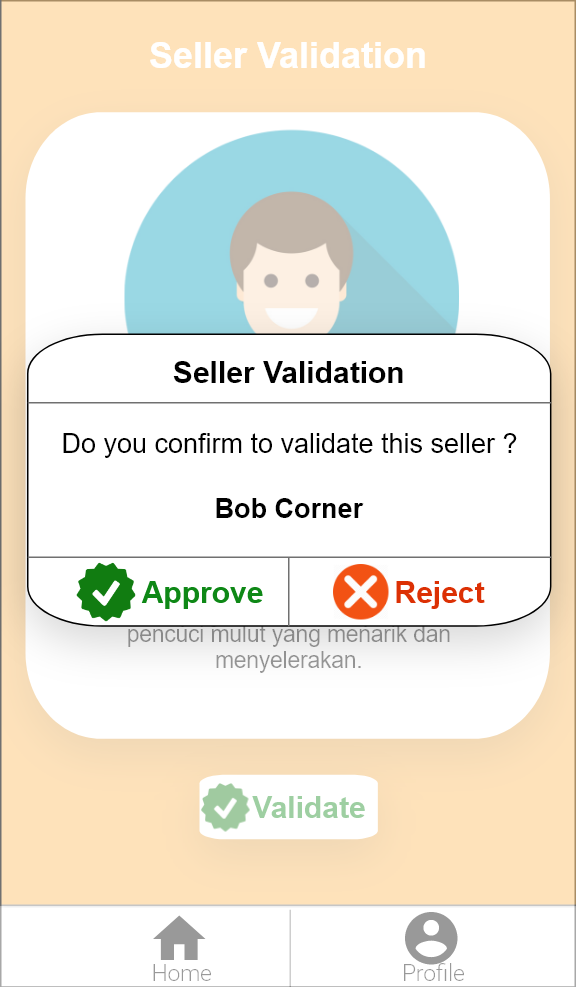 Seller Validation
Seller Validation
Do you confirm to validate this seller ?
Bob Corner
Approve
Reject
pencuci mulut yang menarik dan
menyelerakan.
Validate
Home
Profile